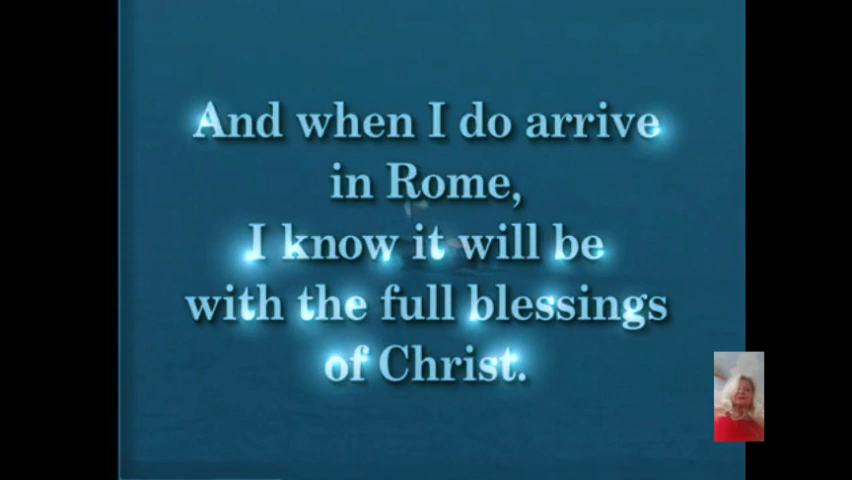 And when I do arrive
in Rome,
I know it will be
with the full blessings
of Christ.